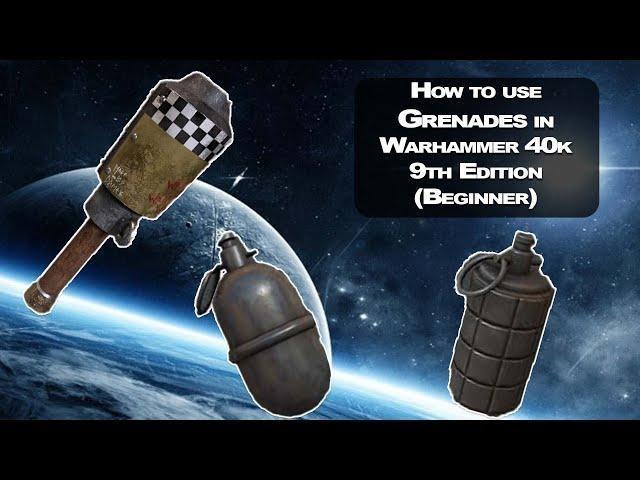 How to use
Grenades in
Warhammer 40k
9th Edition
(Beginner)